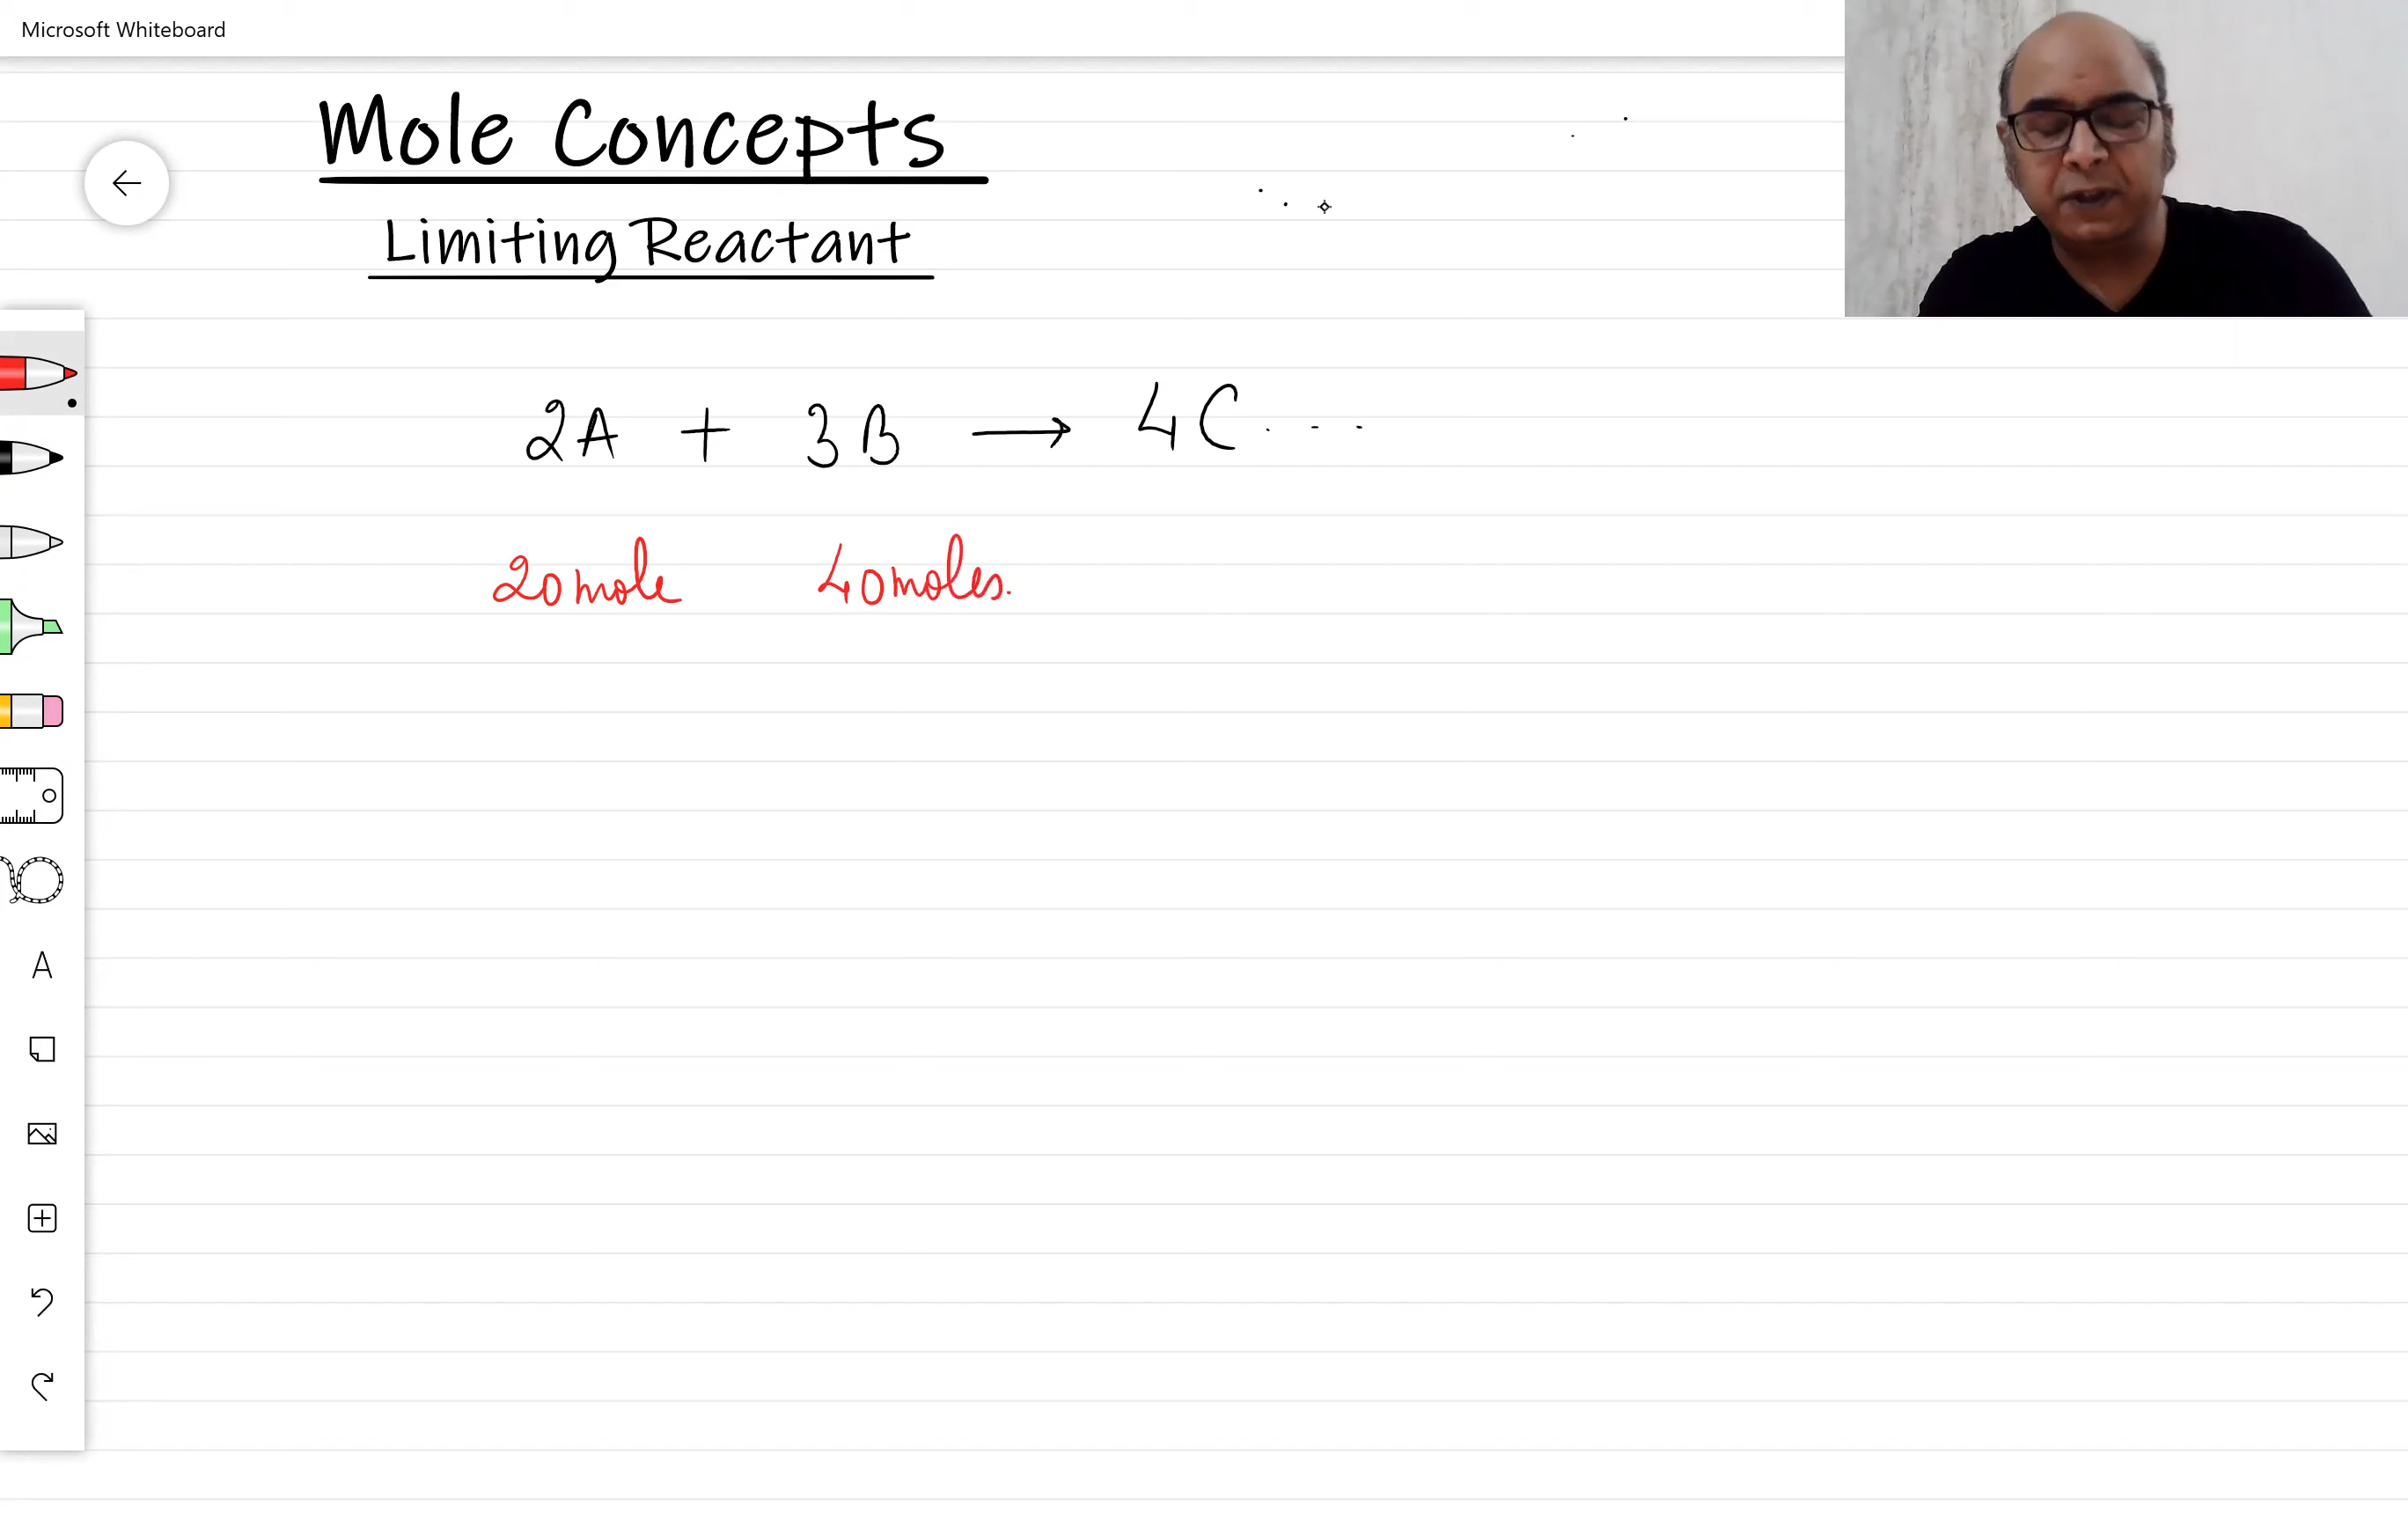 Microsoft Whiteboard
Mole Concepts
Limiting Reactant
2A + 3B → 4C....
20 mole 40 moles.
A